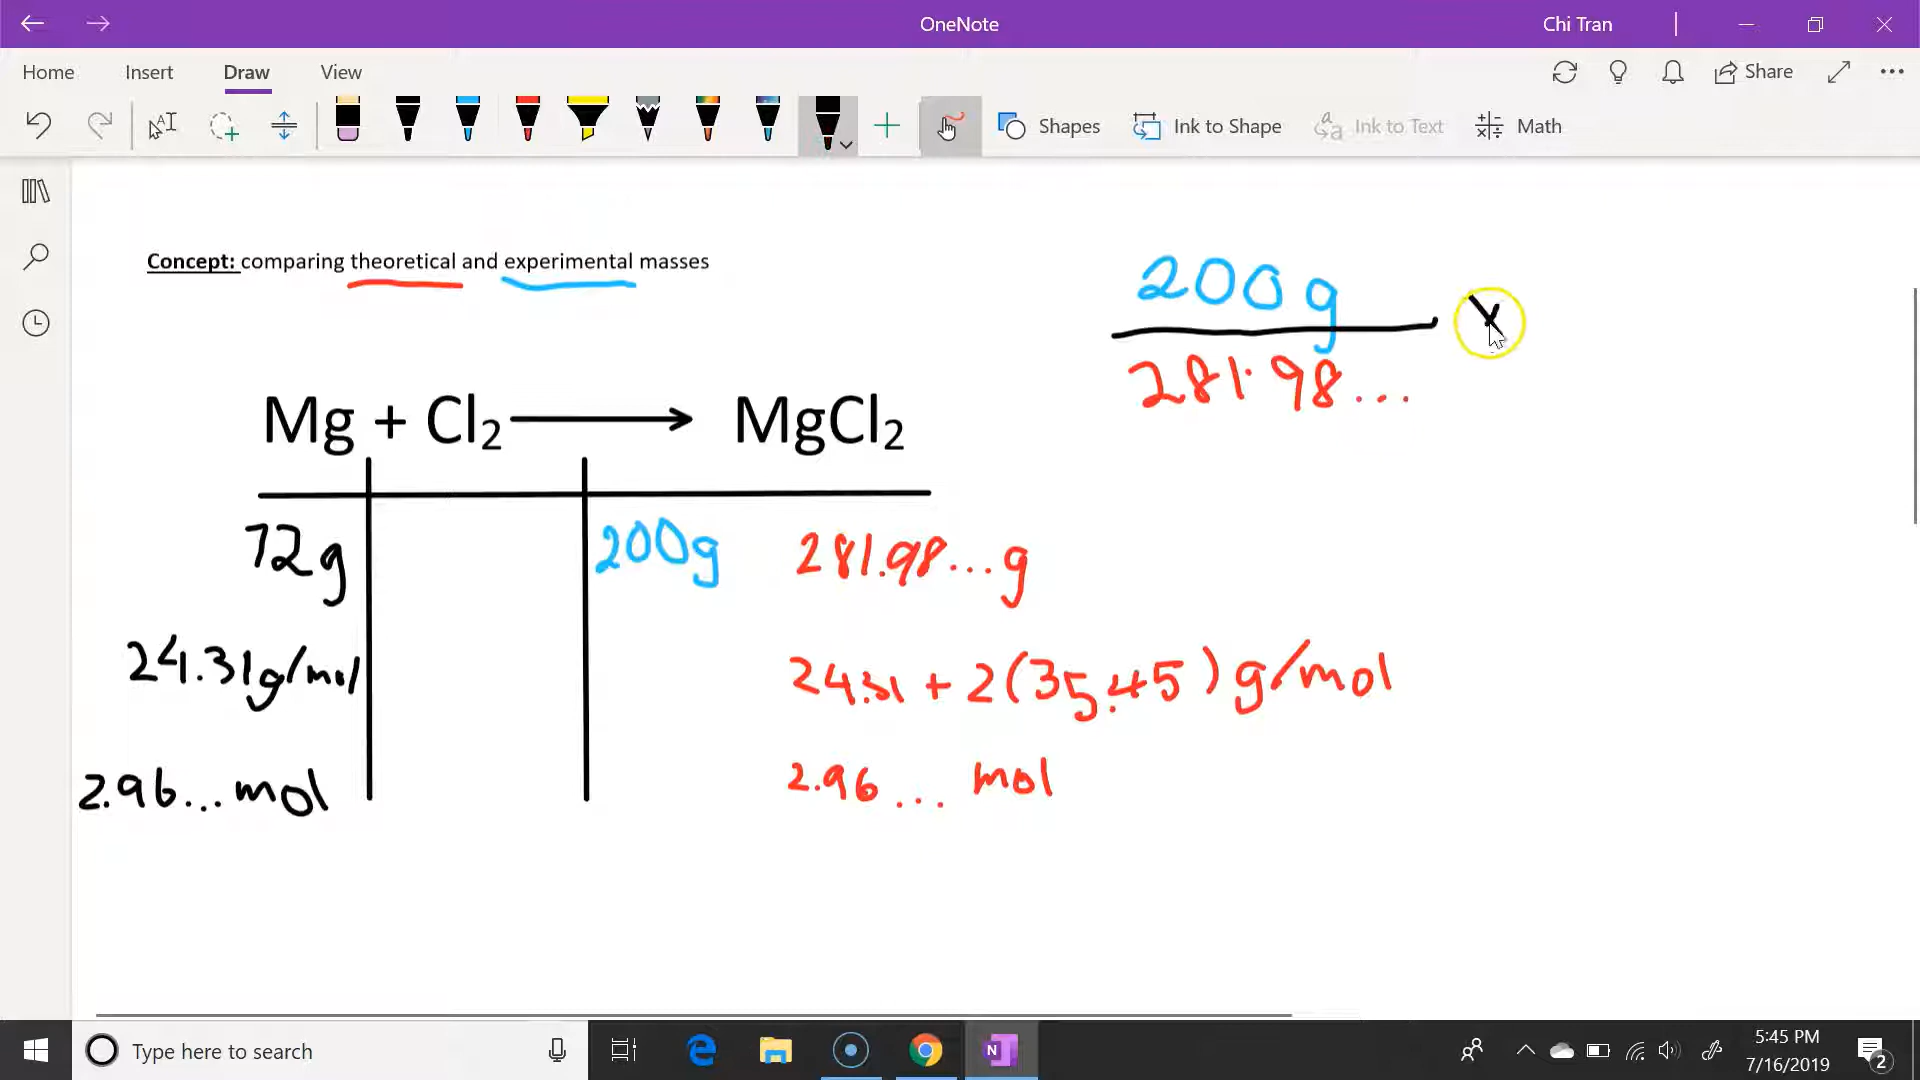 OneNote
Chi Tran
Home Insert Draw View
Share
Shapes Ink to Shape Ink to Text Math
Concept: comparing theoretical and experimental masses
200g x
281.98...
Mg + Cl₂ → MgCl₂
72g 200g 281.98...g
24.31g/mol 24.31 + 2(35.45) g/mol
2.96... mol 2.96... mol
Type here to search
5:45 PM
7/16/2019
2